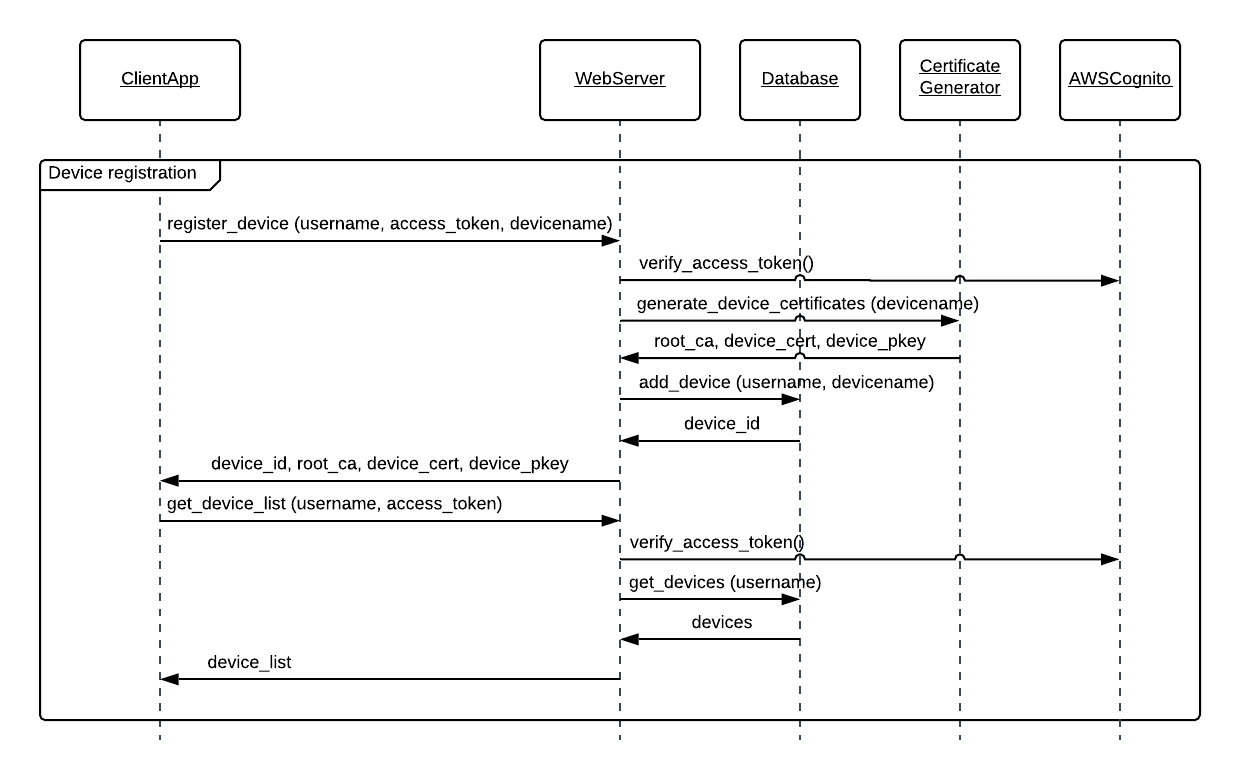 ClientApp
WebServer
Database
Certificate
Generator
AWSCognito
Device registration
register_device (username, access_token, devicename)
verify_access_token()
generate_device_certificates (devicename)
root_ca, device_cert, device_pkey
add_device (username, devicename)
device_id
device_id, root_ca, device_cert, device_pkey
get_device_list (username, access_token)
verify_access_token()
get_devices (username)
devices
device_list